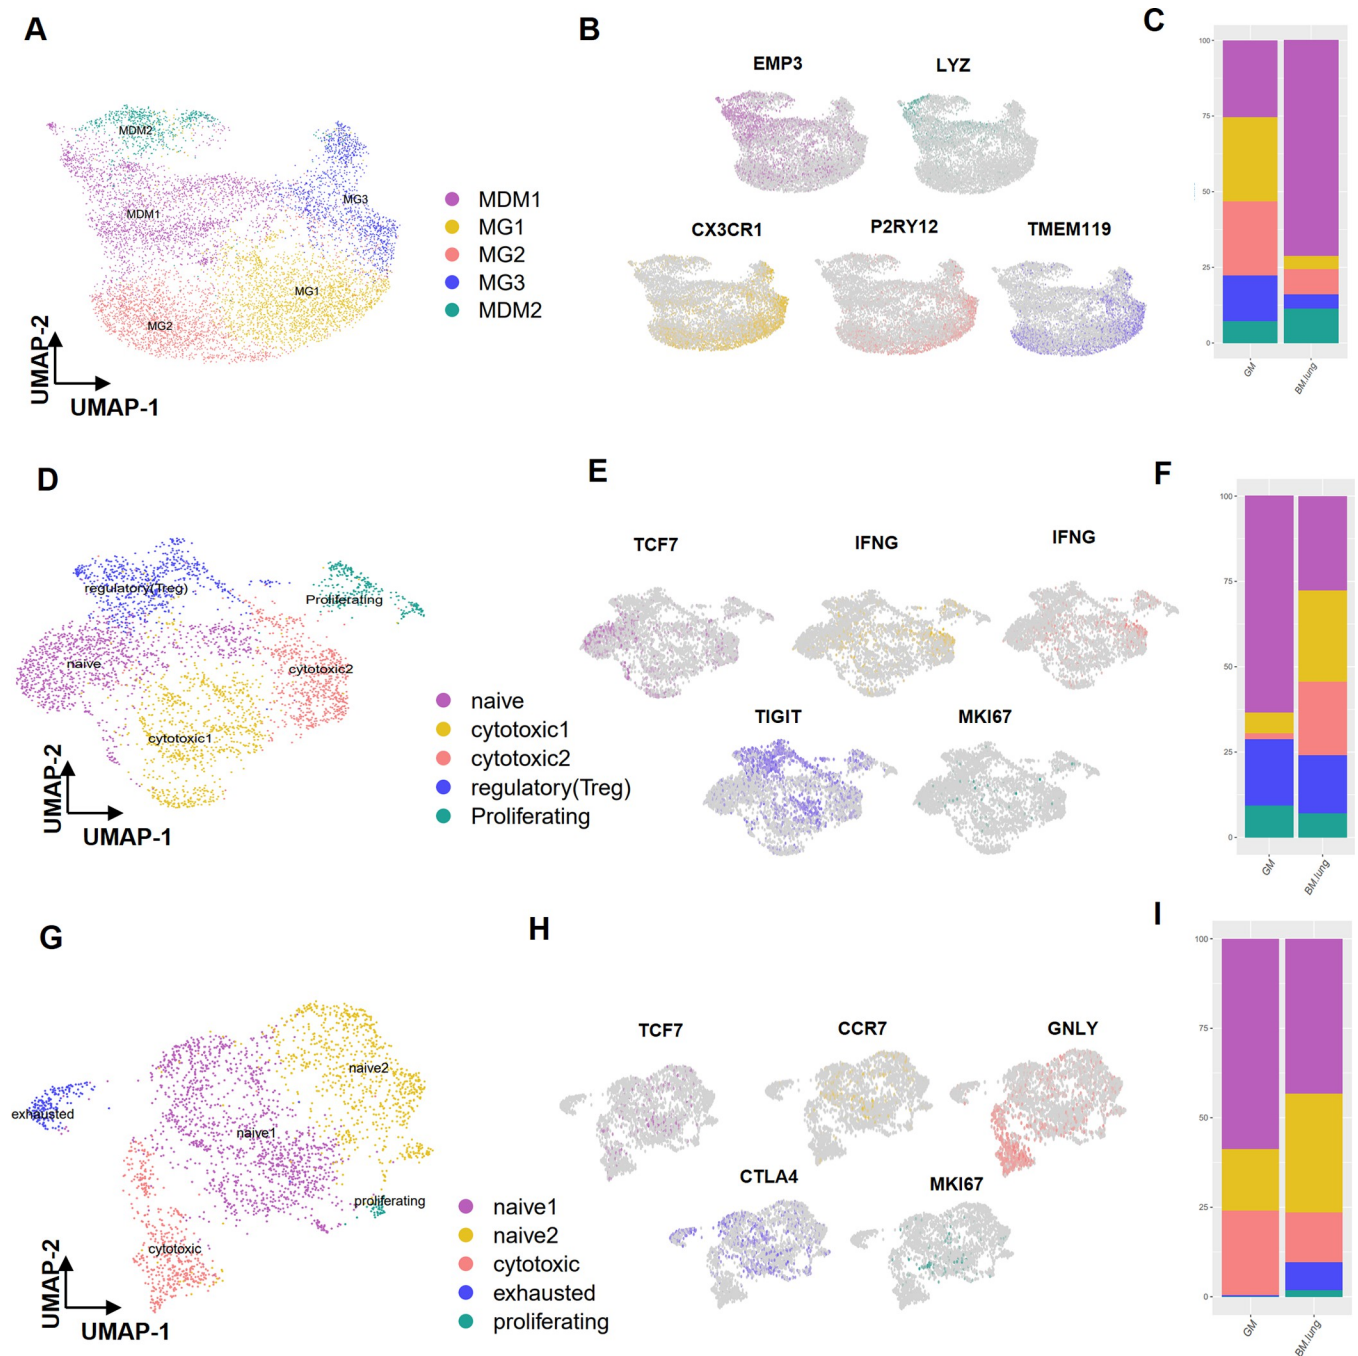 A
B
C
MDM2
MG3
MDM1
MG1
MG2
UMAP-2
UMAP-1
MDM1
MG1
MG2
MG3
MDM2
EMP3
LYZ
CX3CR1
P2RY12
TMEM119
100
75
50
25
0
GM
BM.lung
D
E
F
regulatory(Treg)
Proliferating
naive
cytotoxic2
cytotoxic1
UMAP-2
UMAP-1
naive
cytotoxic1
cytotoxic2
regulatory(Treg)
Proliferating
TCF7
IFNG
IFNG
TIGIT
MKI67
100
75
50
25
0
GM
BM.lung
G
H
I
naive2
exhausted
naive1
proliferating
cytotoxic
UMAP-2
UMAP-1
naive1
naive2
cytotoxic
exhausted
proliferating
TCF7
CCR7
GNLY
CTLA4
MKI67
100
75
50
25
0
GM
BM.lung